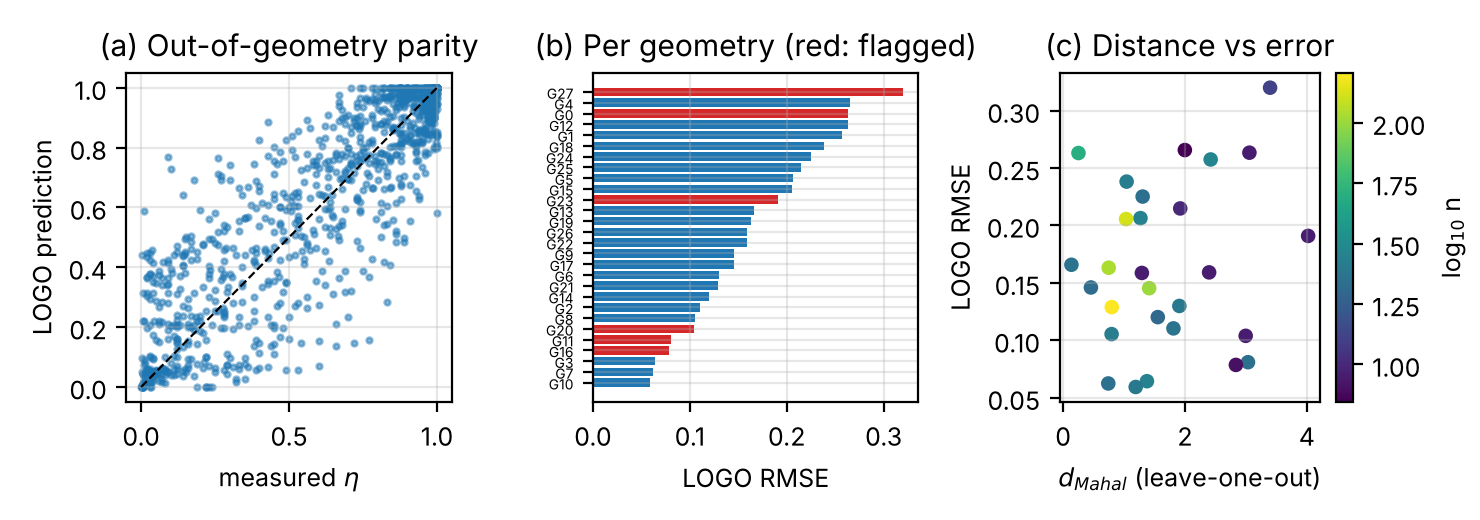 (a) Out-of-geometry parity
LOGO prediction
1.0
0.8
0.6
0.4
0.2
0.0
0.0 0.5 1.0
measured η
(b) Per geometry (red: flagged)
G27
G4
G0
G12
G1
G18
G24
G25
G5
G15
G23
G13
G19
G26
G22
G9
G17
G6
G21
G14
G2
G8
G20
G11
G16
G3
G7
G10
0.0 0.1 0.2 0.3
LOGO RMSE
(c) Distance vs error
LOGO RMSE
0.30
0.25
0.20
0.15
0.10
0.05
0 2 4
d_Mahal (leave-one-out)
2.00
1.75
1.50
1.25
1.00
log₁₀ n